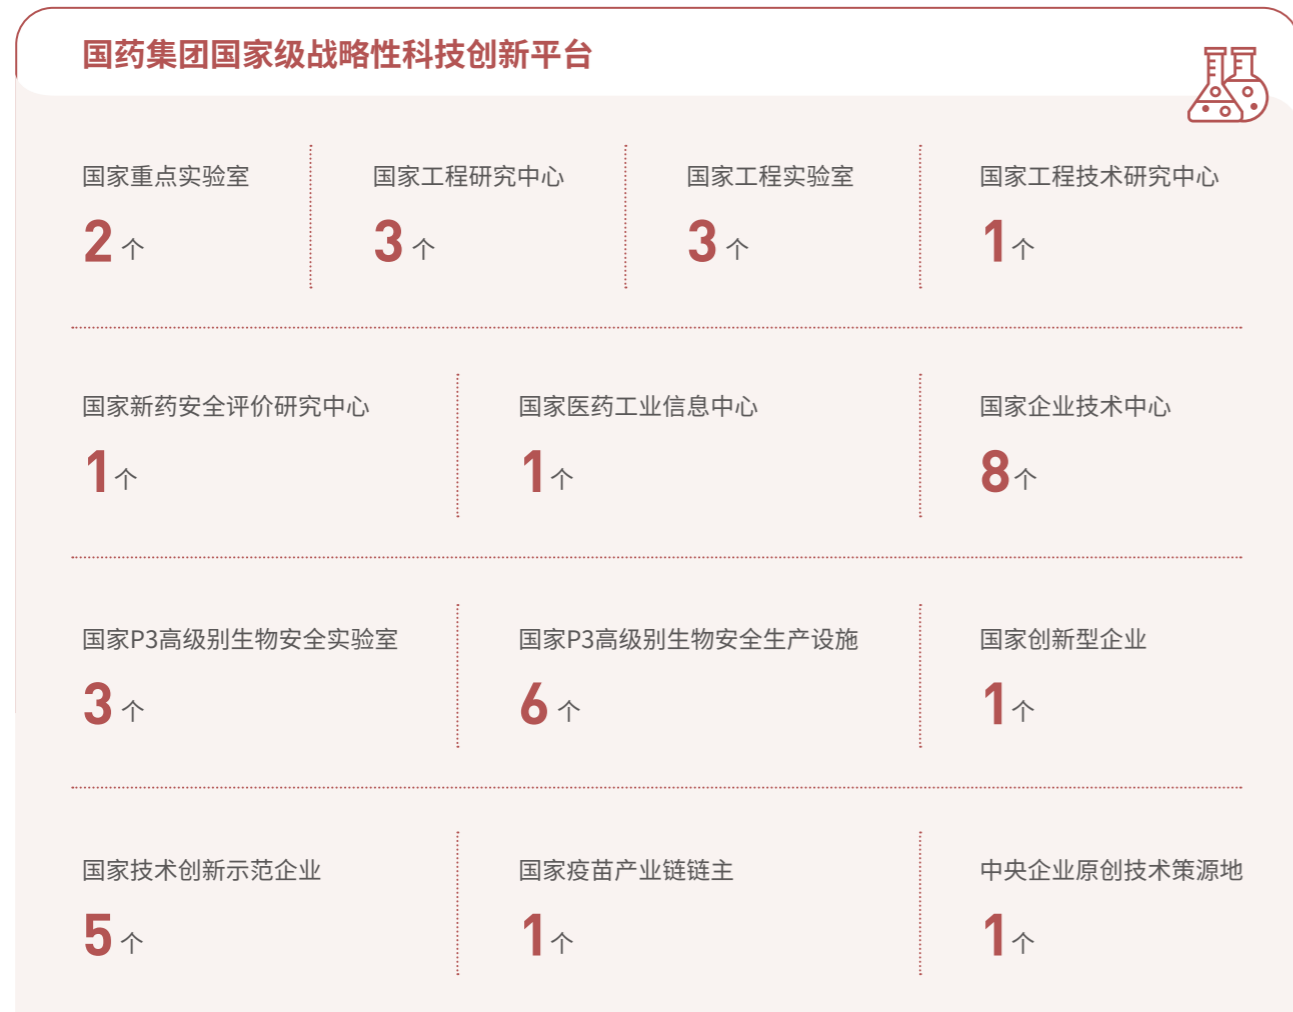 国药集团国家级战略性科技创新平台
国家重点实验室
2 个
国家工程研究中心
3 个
国家工程实验室
3 个
国家工程技术研究中心
1 个
国家新药安全评价研究中心
1 个
国家医药工业信息中心
1 个
国家企业技术中心
8 个
国家P3高级别生物安全实验室
3 个
国家P3高级别生物安全生产设施
6 个
国家创新型企业
1 个
国家技术创新示范企业
5 个
国家疫苗产业链链主
1 个
中央企业原创技术策源地
1 个